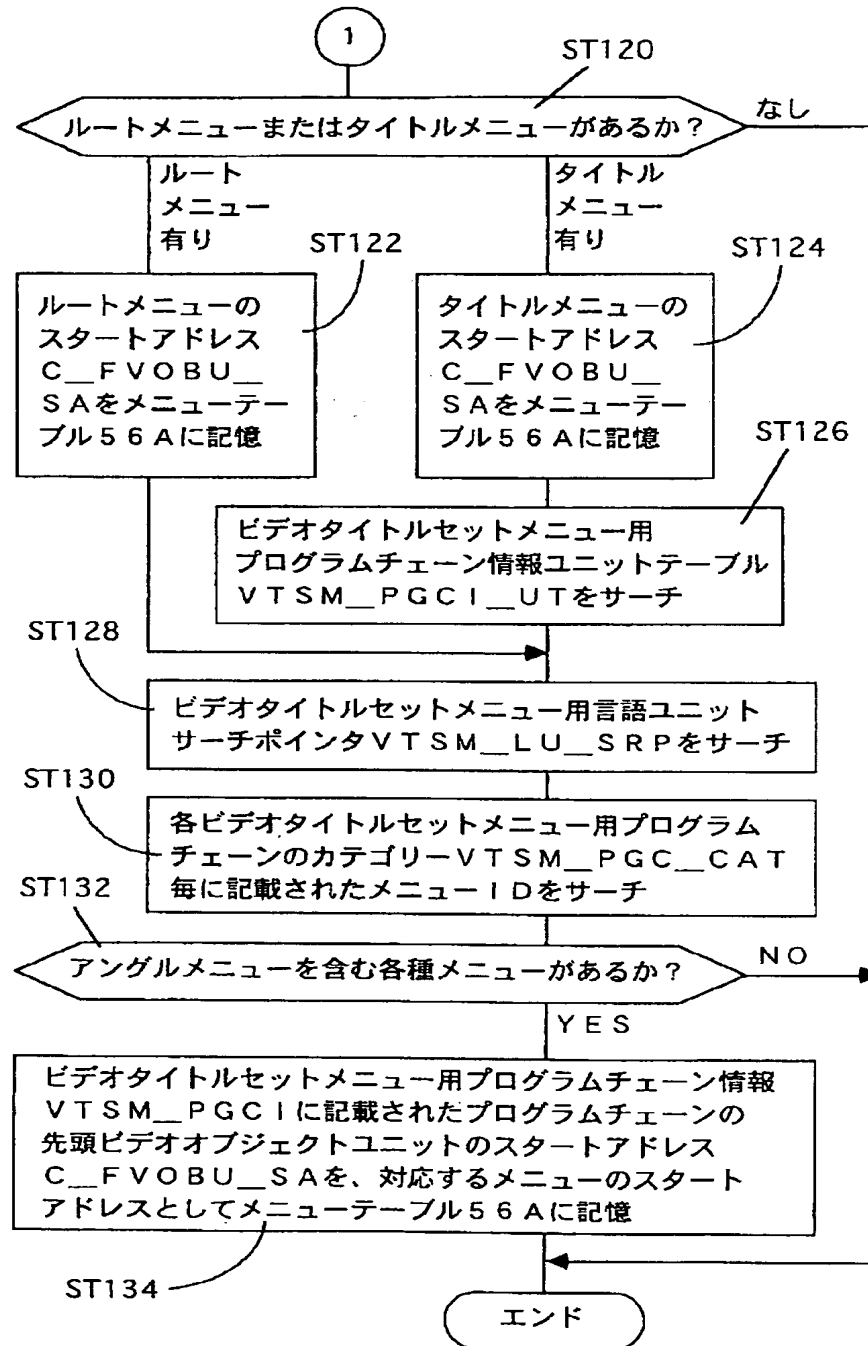 1
ST120
ルートメニューまたはタイトルメニューがあるか？
なし
ルート
メニュー
有り
タイトル
メニュー
有り
ST122
ST124
ルートメニューの
スタートアドレス
C__FVOBU__
SAをメニューテー
ブル56Aに記憶
タイトルメニューの
スタートアドレス
C__FVOBU__
SAをメニューテー
ブル56Aに記憶
ST126
ビデオタイトルセットメニュー用
プログラムチェーン情報ユニットテーブル
VTSM__PGCI__UTをサーチ
ST128
ビデオタイトルセットメニュー用言語ユニット
サーチポインタVTSM__LU__SRPをサーチ
ST130
各ビデオタイトルセットメニュー用プログラム
チェーンのカテゴリーVTSM__PGC__CAT
毎に記載されたメニューIDをサーチ
ST132
アングルメニューを含む各種メニューがあるか？
NO
YES
ビデオタイトルセットメニュー用プログラムチェーン情報
VTSM__PGCIに記載されたプログラムチェーンの
先頭ビデオオブジェクトユニットのスタートアドレス
C__FVOBU__SAを、対応するメニューのスタート
アドレスとしてメニューテーブル56Aに記憶
ST134
エンド